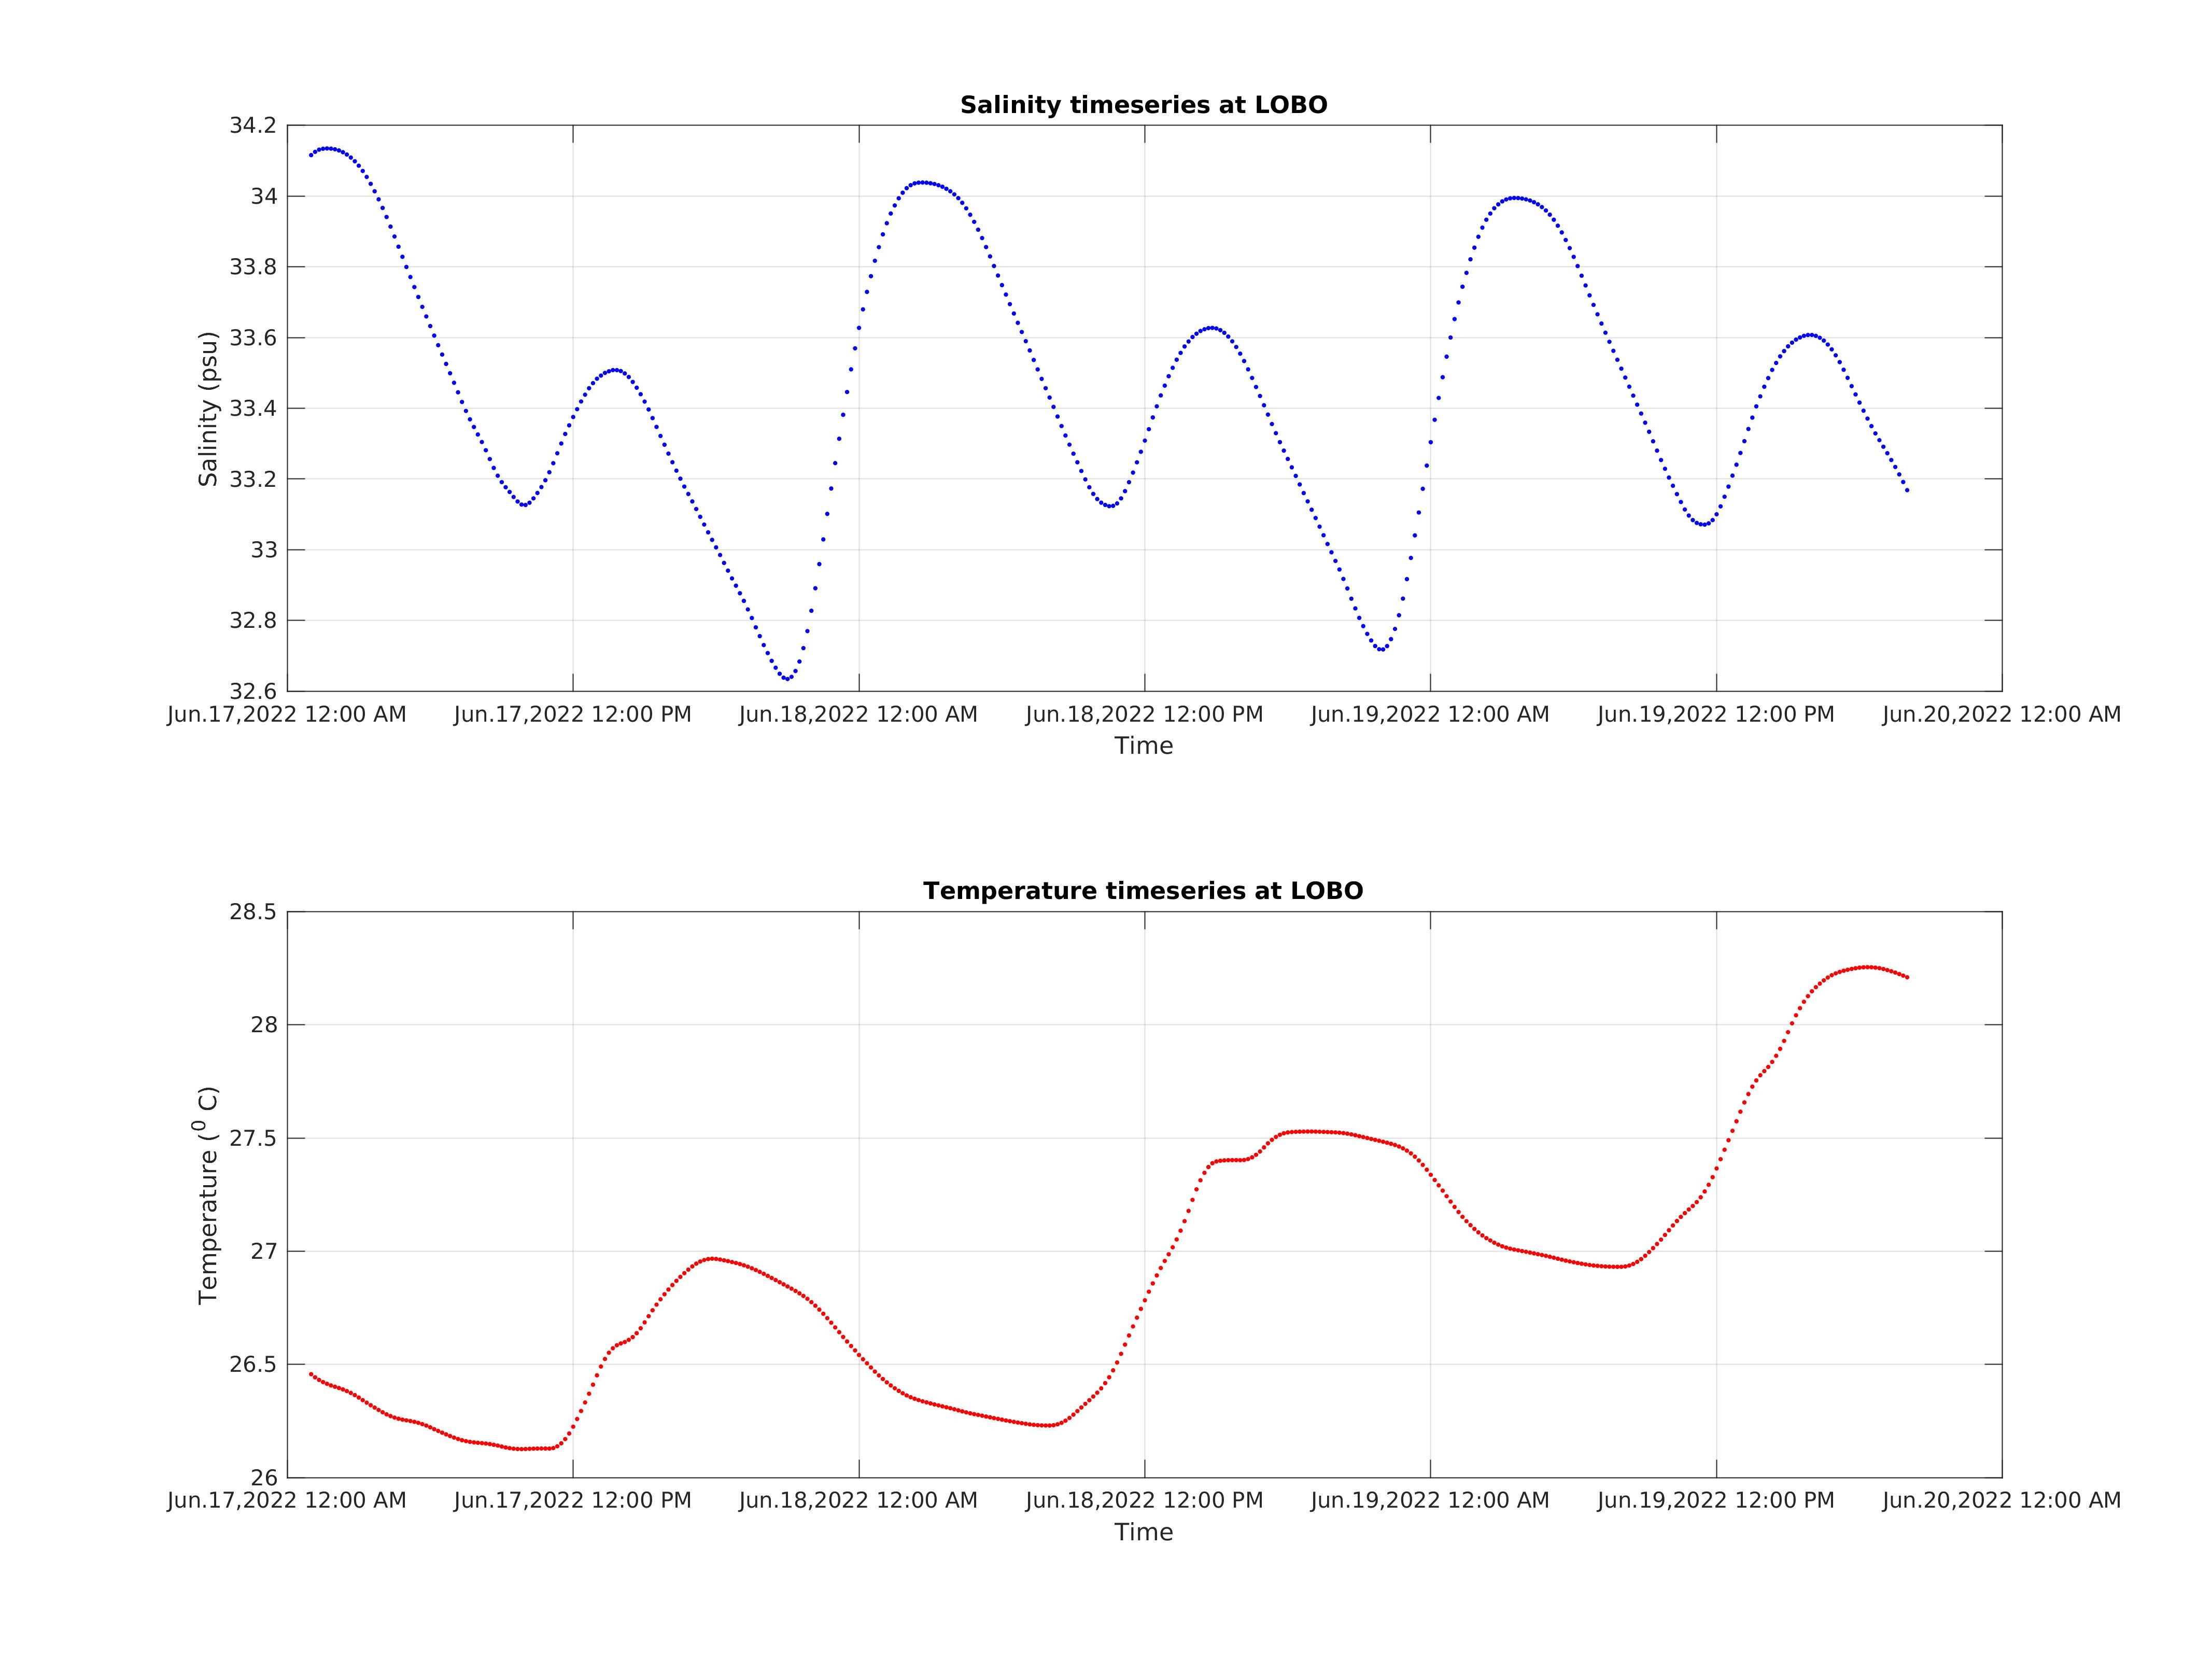 Salinity timeseries at LOBO
34.2
34
33.8
33.6
33.4
33.2
33
32.8
32.6
Salinity (psu)
Jun.17,2022 12:00 AM Jun.17,2022 12:00 PM Jun.18,2022 12:00 AM Jun.18,2022 12:00 PM Jun.19,2022 12:00 AM Jun.19,2022 12:00 PM Jun.20,2022 12:00 AM
Time
Temperature timeseries at LOBO
28.5
28
27.5
27
26.5
26
Temperature (⁰ C)
Jun.17,2022 12:00 AM Jun.17,2022 12:00 PM Jun.18,2022 12:00 AM Jun.18,2022 12:00 PM Jun.19,2022 12:00 AM Jun.19,2022 12:00 PM Jun.20,2022 12:00 AM
Time